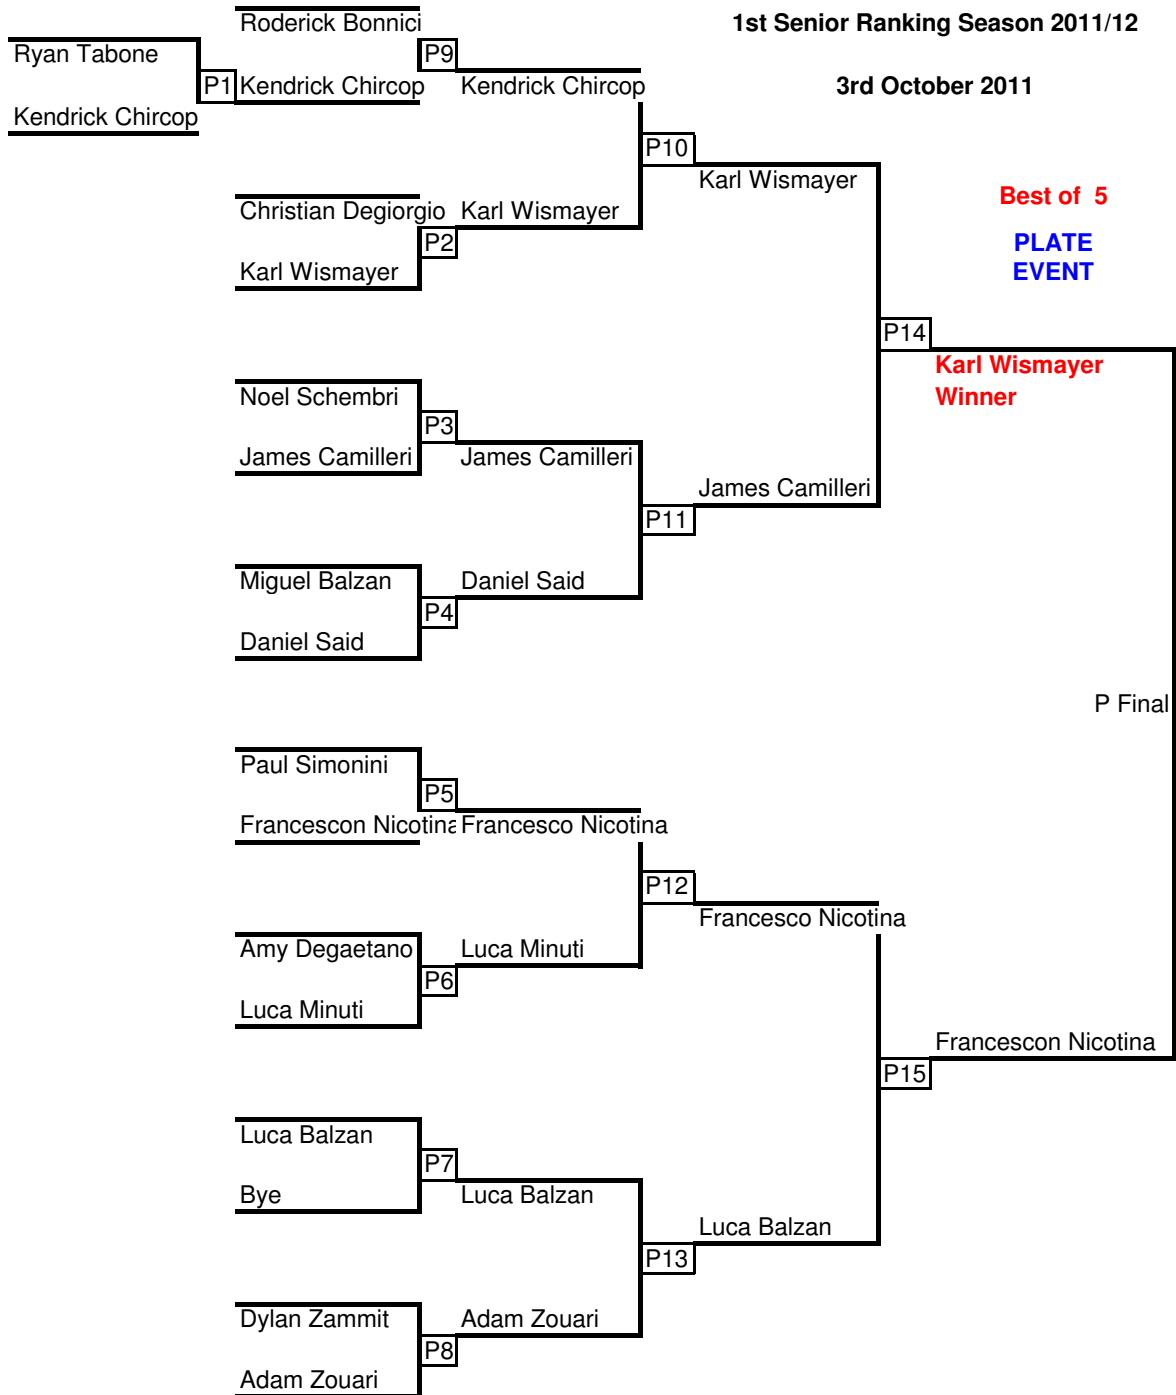 Roderick Bonnici
1st Senior Ranking Season 2011/12
Ryan Tabone
P9
P1
Kendrick Chircop
Kendrick Chircop
3rd October 2011
Kendrick Chircop
P10
Karl Wismayer
Best of 5
Christian Degiorgio
Karl Wismayer
P2
PLATE
EVENT
Karl Wismayer
P14
Karl Wismayer
Winner
Noel Schembri
P3
James Camilleri
James Camilleri
James Camilleri
P11
Miguel Balzan
Daniel Said
P4
Daniel Said
P Final
Paul Simonini
P5
Francescon Nicotina
Francesco Nicotina
P12
Francesco Nicotina
Amy Degaetano
Luca Minuti
P6
Luca Minuti
Francescon Nicotina
P15
Luca Balzan
P7
Bye
Luca Balzan
Luca Balzan
P13
Dylan Zammit
Adam Zouari
P8
Adam Zouari